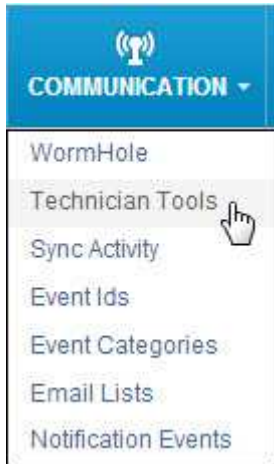 COMMUNICATION
WormHole
Technician Tools
Sync Activity
Event Ids
Event Categories
Email Lists
Notification Events